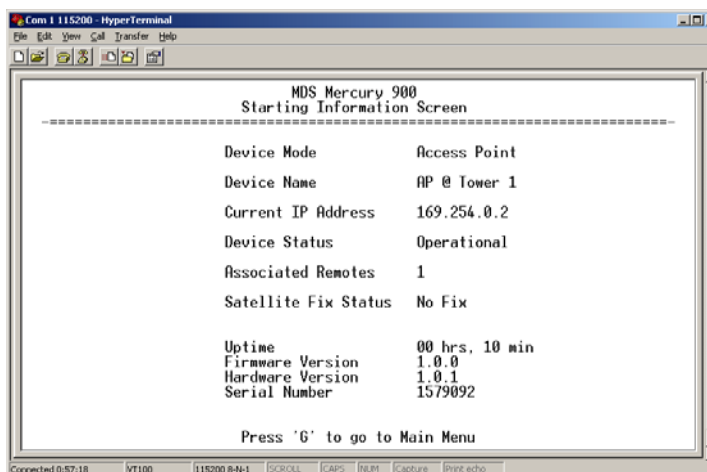 Com 1 115200 - HyperTerminal
File Edit View Call Transfer Help
MDS Mercury 900
Starting Information Screen
-==========================================================================-
Device Mode Access Point
Device Name AP @ Tower 1
Current IP Address 169.254.0.2
Device Status Operational
Associated Remotes 1
Satellite Fix Status No Fix
Uptime 00 hrs, 10 min
Firmware Version 1.0.0
Hardware Version 1.0.1
Serial Number 1579092
Press 'G' to go to Main Menu
Connected 0:57:18 VT100 115200 8-N-1 SCROLL CAPS NUM Capture Print echo